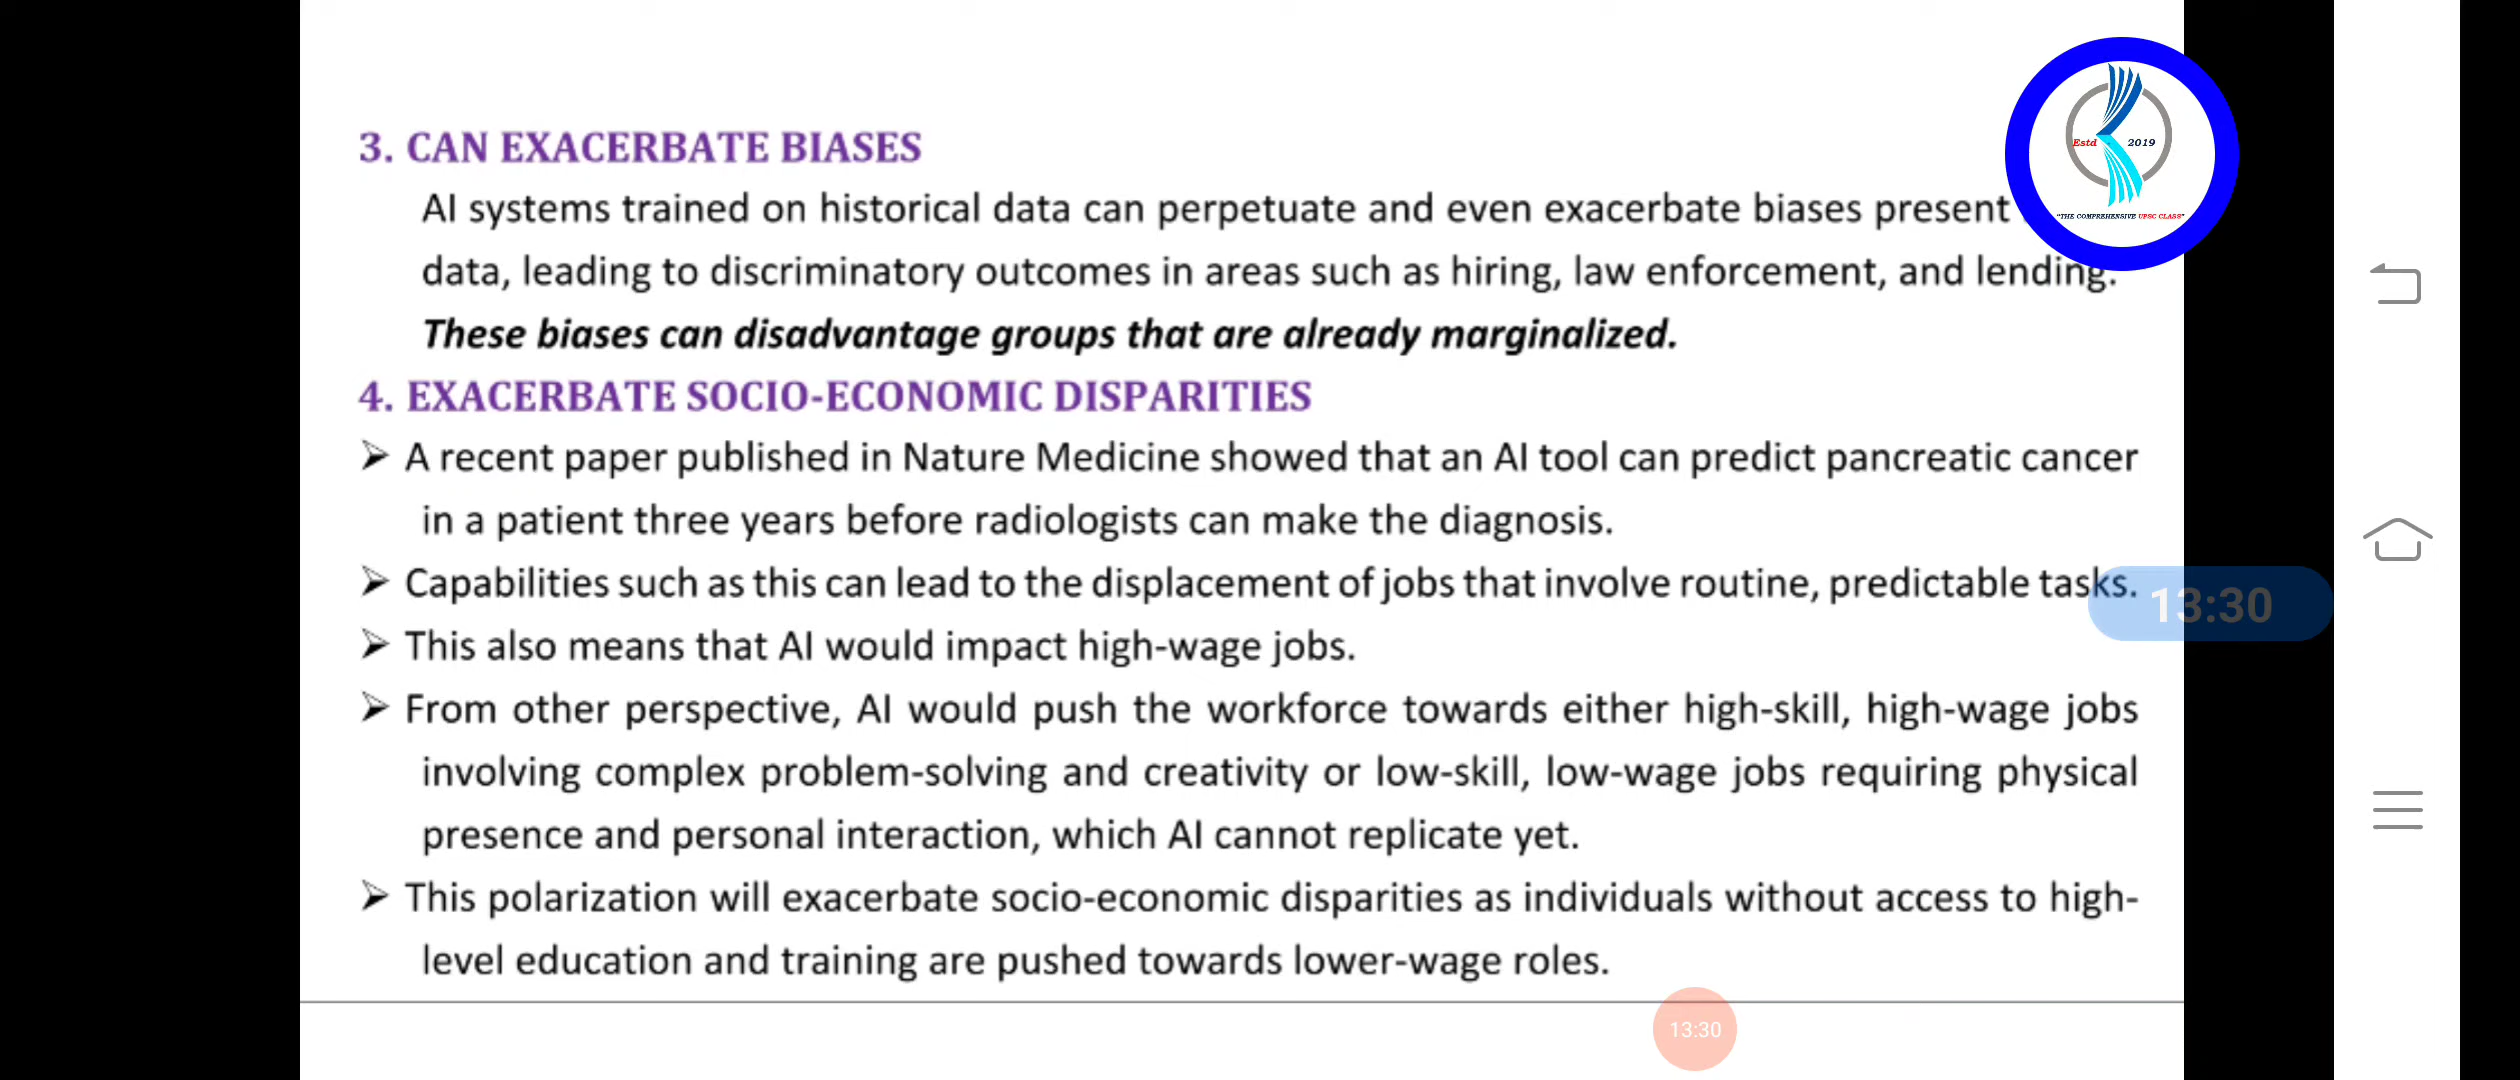 3. CAN EXACERBATE BIASES
AI systems trained on historical data can perpetuate and even exacerbate biases present
data, leading to discriminatory outcomes in areas such as hiring, law enforcement, and lending.
These biases can disadvantage groups that are already marginalized.
4. EXACERBATE SOCIO-ECONOMIC DISPARITIES
➢ A recent paper published in Nature Medicine showed that an AI tool can predict pancreatic cancer
in a patient three years before radiologists can make the diagnosis.
➢ Capabilities such as this can lead to the displacement of jobs that involve routine, predictable tasks.
➢ This also means that AI would impact high-wage jobs.
➢ From other perspective, AI would push the workforce towards either high-skill, high-wage jobs
involving complex problem-solving and creativity or low-skill, low-wage jobs requiring physical
presence and personal interaction, which AI cannot replicate yet.
➢ This polarization will exacerbate socio-economic disparities as individuals without access to high-
level education and training are pushed towards lower-wage roles.
Estd 2019
"THE COMPREHENSIVE UPSC CLASS"
13:30
13:30